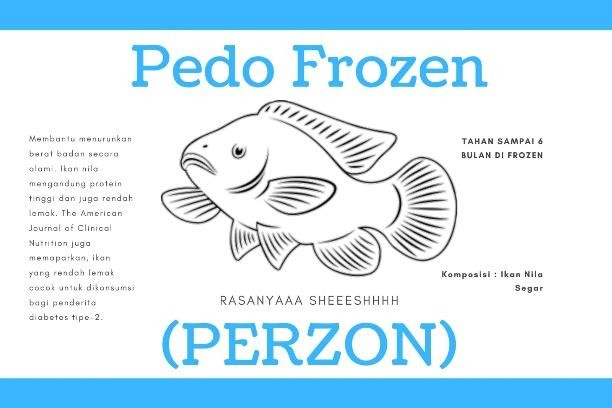 Pedo Frozen
Membantu menurunkan
berat badan secara
alami. Ikan nila
mengandung protein
tinggi dan juga rendah
lemak. The American
Journal of Clinical
Nutrition juga
memaparkan, ikan
yang rendah lemak
cocok untuk dikonsumsi
bagi penderita
diabetes tipe-2.
TAHAN SAMPAI 6
BULAN DI FROZEN
Komposisi : Ikan Nila
Segar
RASANYAAA SHEEESHHHH
(PERZON)